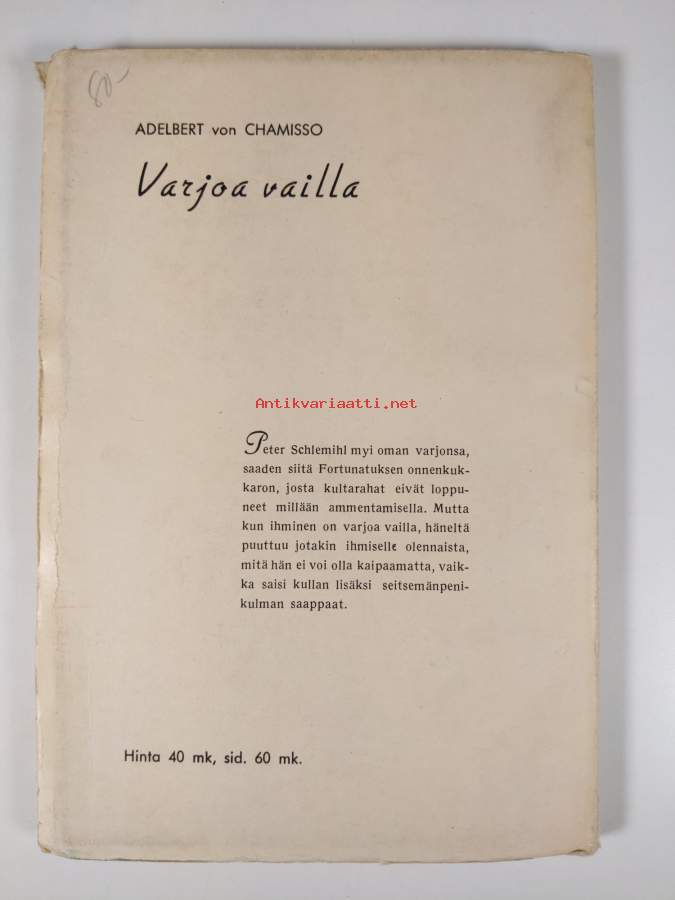 80-
ADELBERT von CHAMISSO
Varjoa vailla
Antikvariaatti.net
Peter Schlemihl myi oman varjonsa,
saaden siitä Fortunatuksen onnenkuk-
karon, josta kultarahat eivät loppu-
neet millään ammentamisella. Mutta
kun ihminen on varjoa vailla, häneltä
puuttuu jotakin ihmiselle olennaista,
mitä hän ei voi olla kaipaamatta, vaik-
ka saisi kullan lisäksi seitsemänpeni-
kulman saappaat.
Hinta 40 mk, sid. 60 mk.